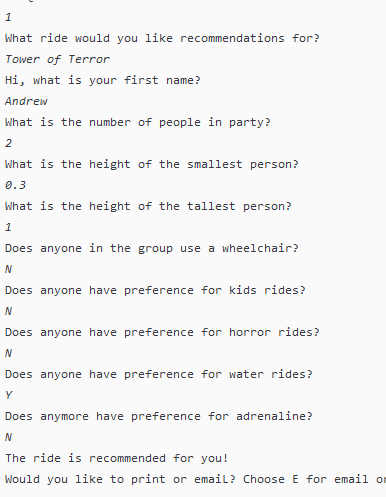 1
What ride would you like recommendations for?
Tower of Terror
Hi, what is your first name?
Andrew
What is the number of people in party?
2
What is the height of the smallest person?
0.3
What is the height of the tallest person?
1
Does anyone in the group use a wheelchair?
N
Does anyone have preference for kids rides?
N
Does anyone have preference for horror rides?
N
Does anyone have preference for water rides?
Y
Does anymore have preference for adrenaline?
N
The ride is recommended for you!
Would you like to print or emaiL? Choose E for email or